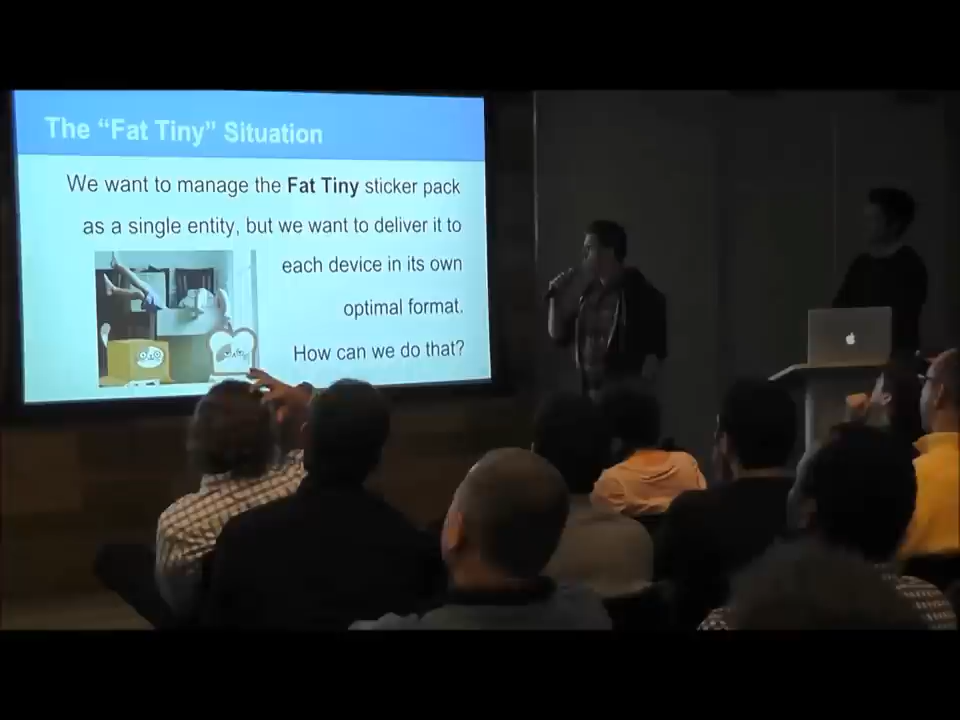 The “Fat Tiny” Situation
We want to manage the Fat Tiny sticker pack
as a single entity, but we want to deliver it to
each device in its own
optimal format.
How can we do that?